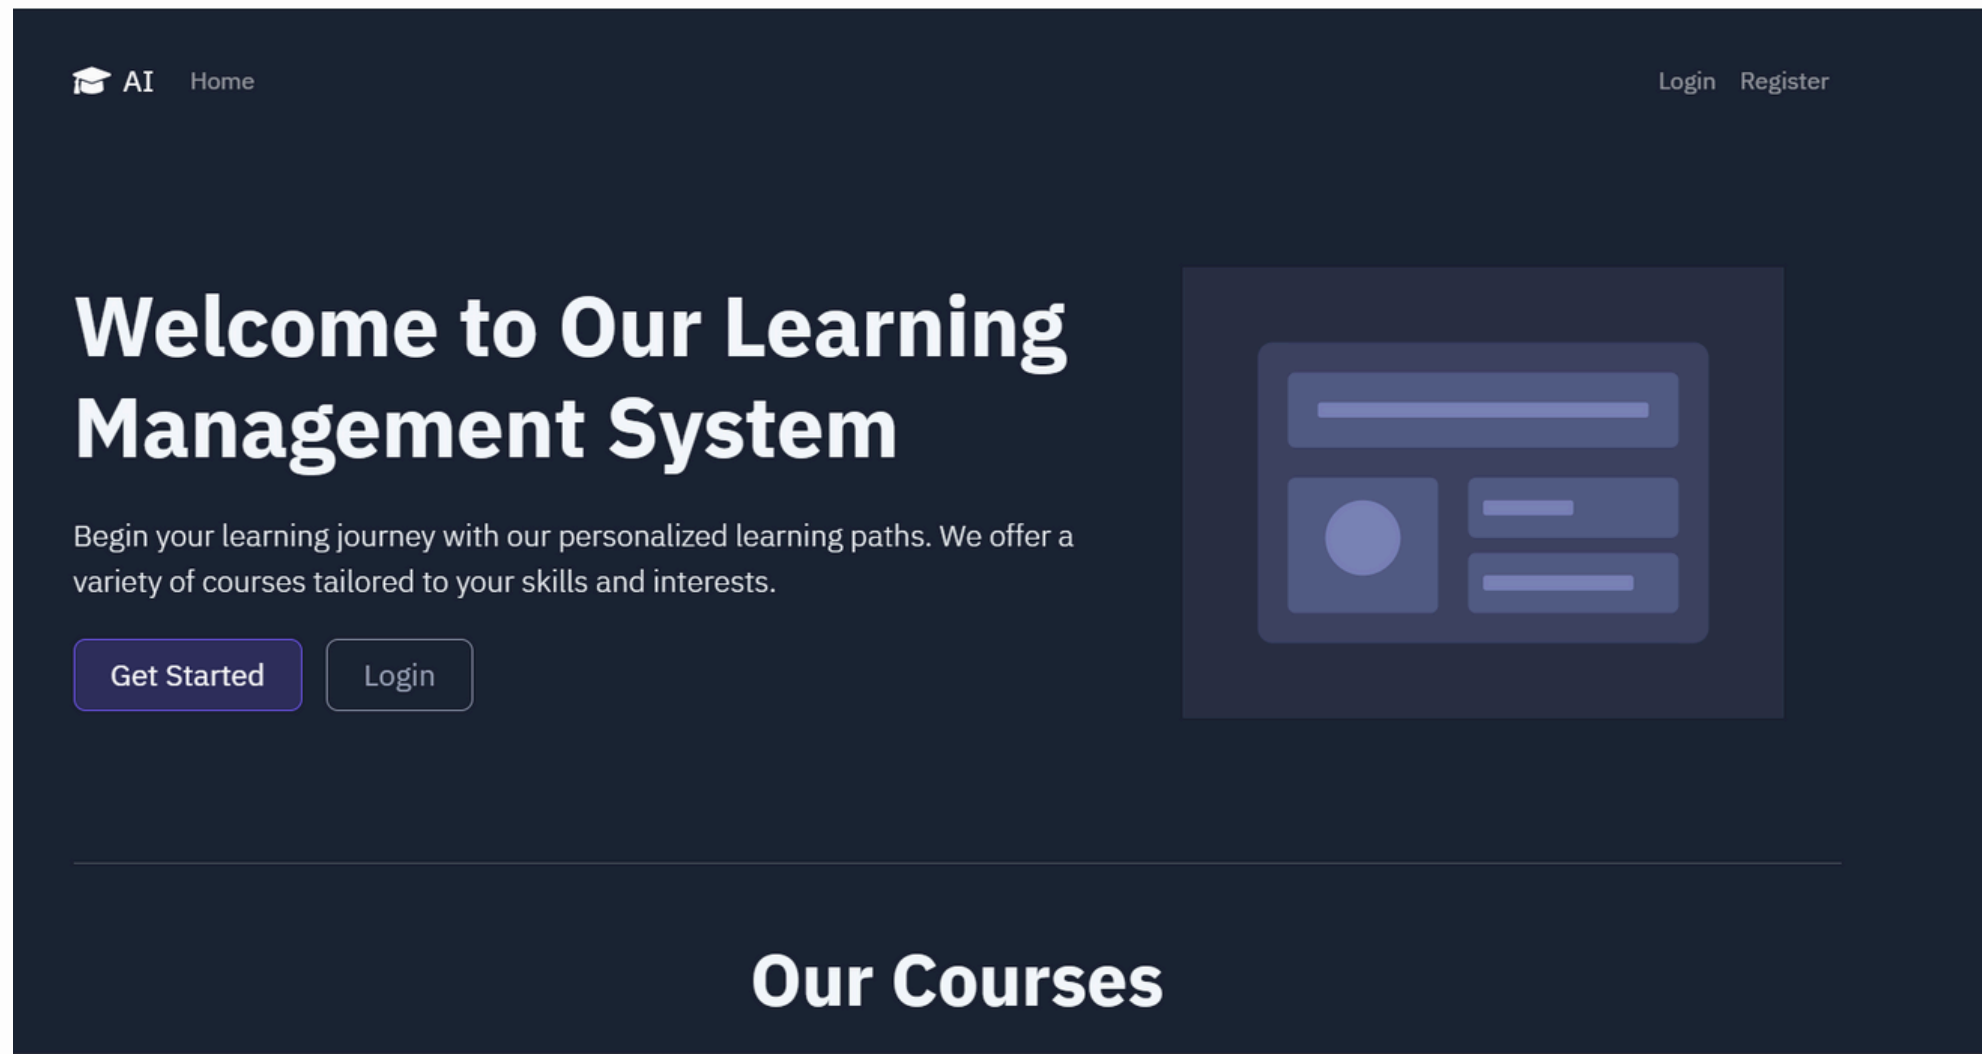 AI Home Login Register
Welcome to Our Learning
Management System
Begin your learning journey with our personalized learning paths. We offer a
variety of courses tailored to your skills and interests.
Get Started Login
Our Courses